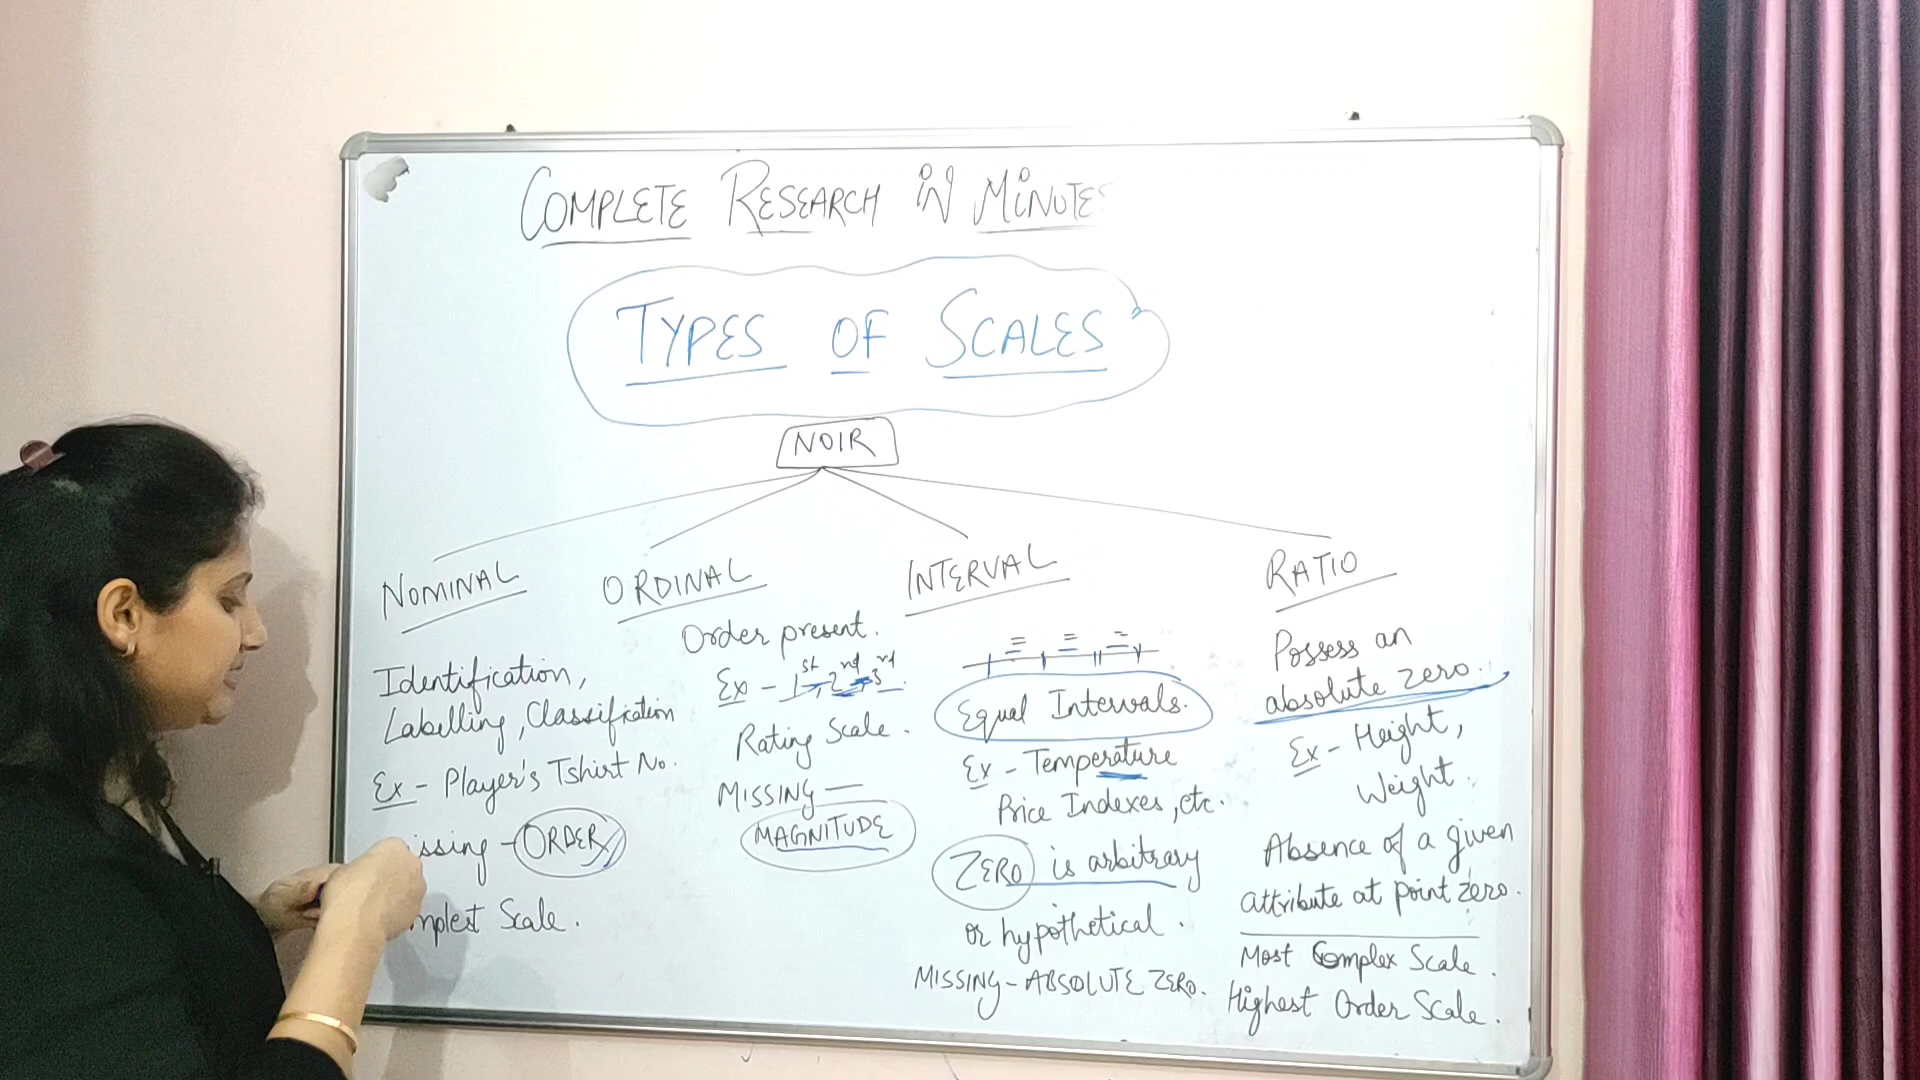 COMPLETE RESEARCH IN MINUTES
TYPES OF SCALES
NOIR
NOMINAL
Identification,
Labelling, Classification
Ex - Player's Tshirt No.
ssing - ORDER
mplest Scale.
ORDINAL
Order present.
Ex - 1st, 2nd, 3rd.
Rating Scale.
MISSING —
MAGNITUDE
INTERVAL
= = =
Equal Intervals.
Ex - Temperature
Price Indexes, etc.
ZERO is arbitrary
or hypothetical.
MISSING - ABSOLUTE ZERO.
RATIO
Possess an
absolute zero.
Ex - Height,
Weight.
Absence of a given
attribute at point zero.
Most Complex Scale.
Highest Order Scale.